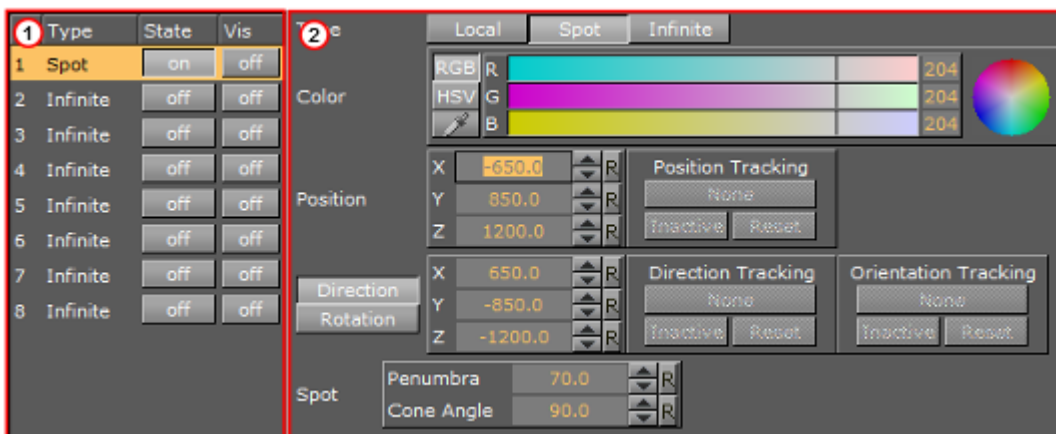 1 Type State Vis
1 Spot on off
2 Infinite off off
3 Infinite off off
4 Infinite off off
5 Infinite off off
6 Infinite off off
7 Infinite off off
8 Infinite off off
2
Local Spot Infinite
Color
RGB R 204
HSV G 204
B 204
Position
X -650.0 R
Y 850.0 R
Z 1200.0 R
Position Tracking
None
Inactive Reset
Direction
Rotation
X 650.0 R
Y -850.0 R
Z -1200.0 R
Direction Tracking
None
Inactive Reset
Orientation Tracking
None
Inactive Reset
Spot
Penumbra 70.0 R
Cone Angle 90.0 R